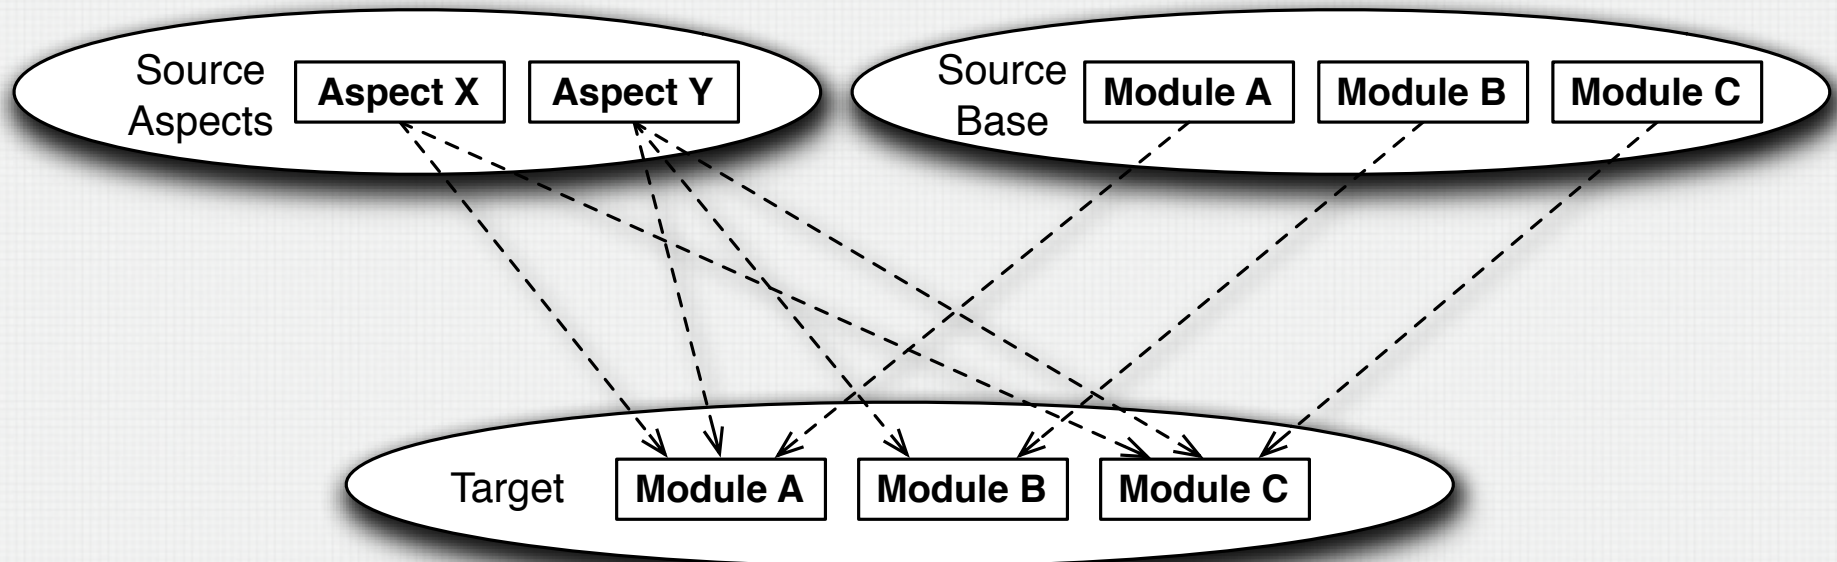 Source
Aspects
Aspect X
Aspect Y
Source
Base
Module A
Module B
Module C
Target
Module A
Module B
Module C